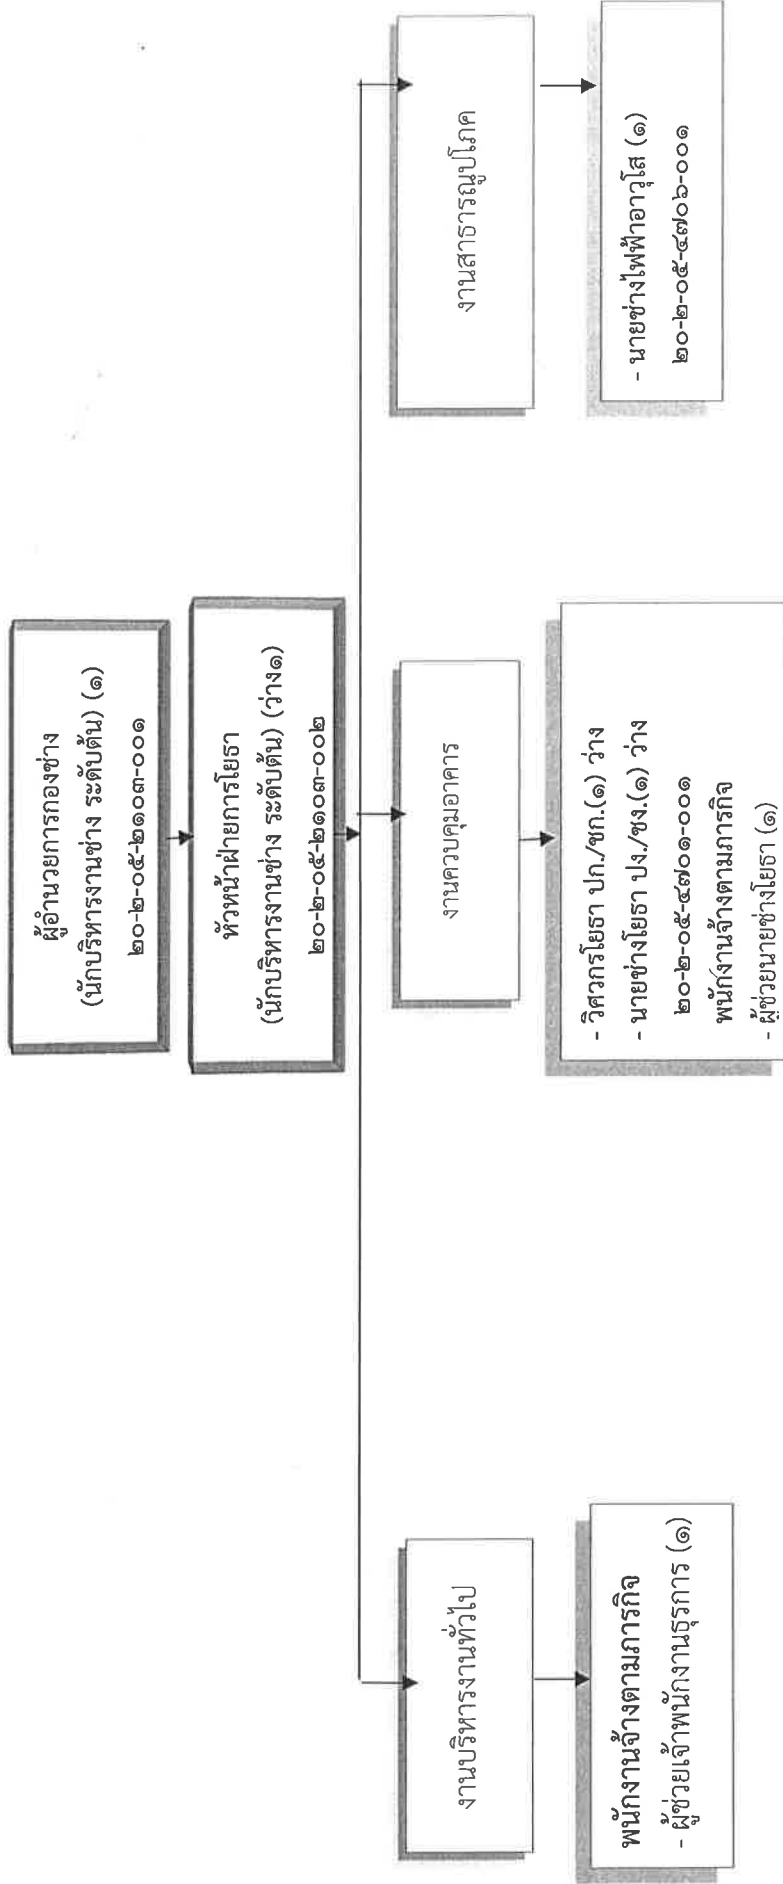 ผู้อำนวยการกองช่าง
(นักบริหารงานช่าง ระดับต้น) (๑)
๒๐-๒-๐๕-๒๑๐๓-๐๐๑
หัวหน้าฝ่ายการโยธา
(นักบริหารงานช่าง ระดับต้น) (ว่าง๑)
๒๐-๒-๐๕-๒๑๐๓-๐๐๒
งานบริหารงานทั่วไป
พนักงานจ้างตามภารกิจ
- ผู้ช่วยเจ้าพนักงานธุรการ (๑)
งานควบคุมอาคาร
- วิศวกรโยธา ปก./ชก.(๑) ว่าง
- นายช่างโยธา ปง./ชง.(๑) ว่าง
๒๐-๒-๐๕-๔๗๐๑-๐๐๑
พนักงานจ้างตามภารกิจ
- ผู้ช่วยนายช่างโยธา (๑)
งานสาธารณูปโภค
- นายช่างไฟฟ้าอาวุโส (๑)
๒๐-๒-๐๕-๔๗๐๖-๐๐๑